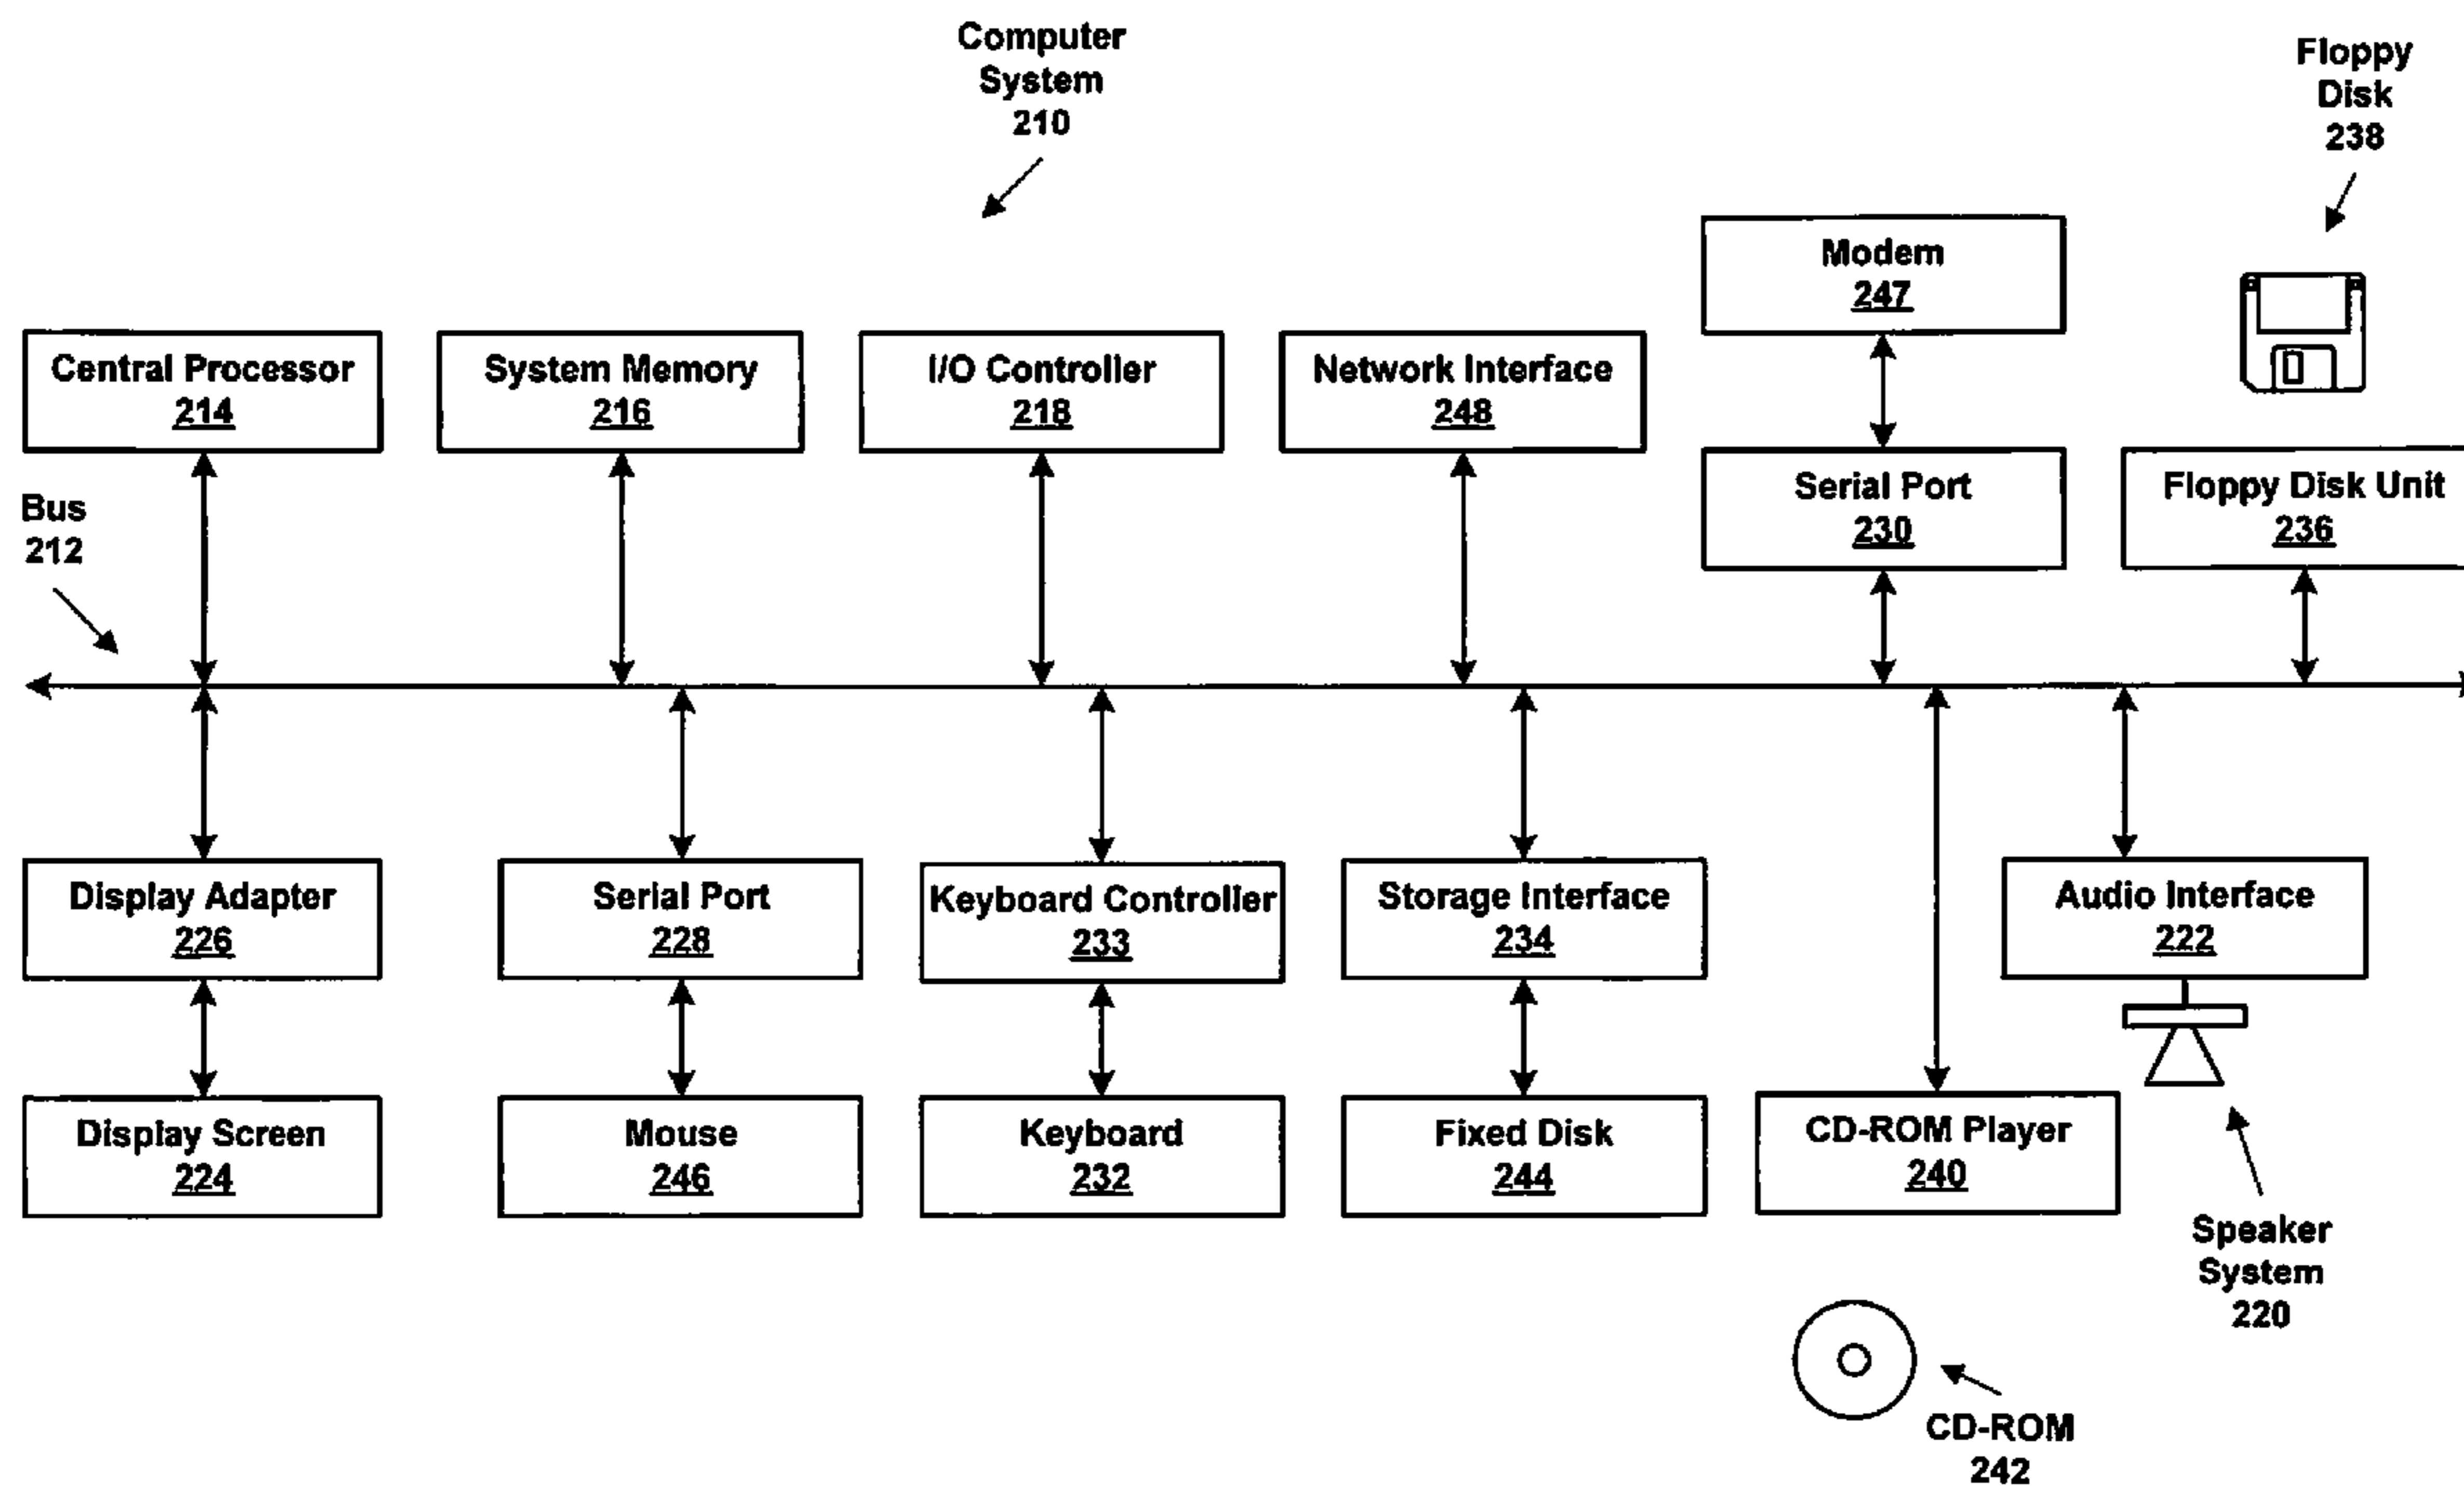 Computer
System
210
Floppy
Disk
238
Modem
247
Central Processor
214
System Memory
216
I/O Controller
218
Network Interface
248
Serial Port
230
Floppy Disk Unit
236
Bus
212
Display Adapter
226
Serial Port
228
Keyboard Controller
233
Storage Interface
234
Audio Interface
222
Display Screen
224
Mouse
246
Keyboard
232
Fixed Disk
244
CD-ROM Player
240
Speaker
System
220
CD-ROM
242